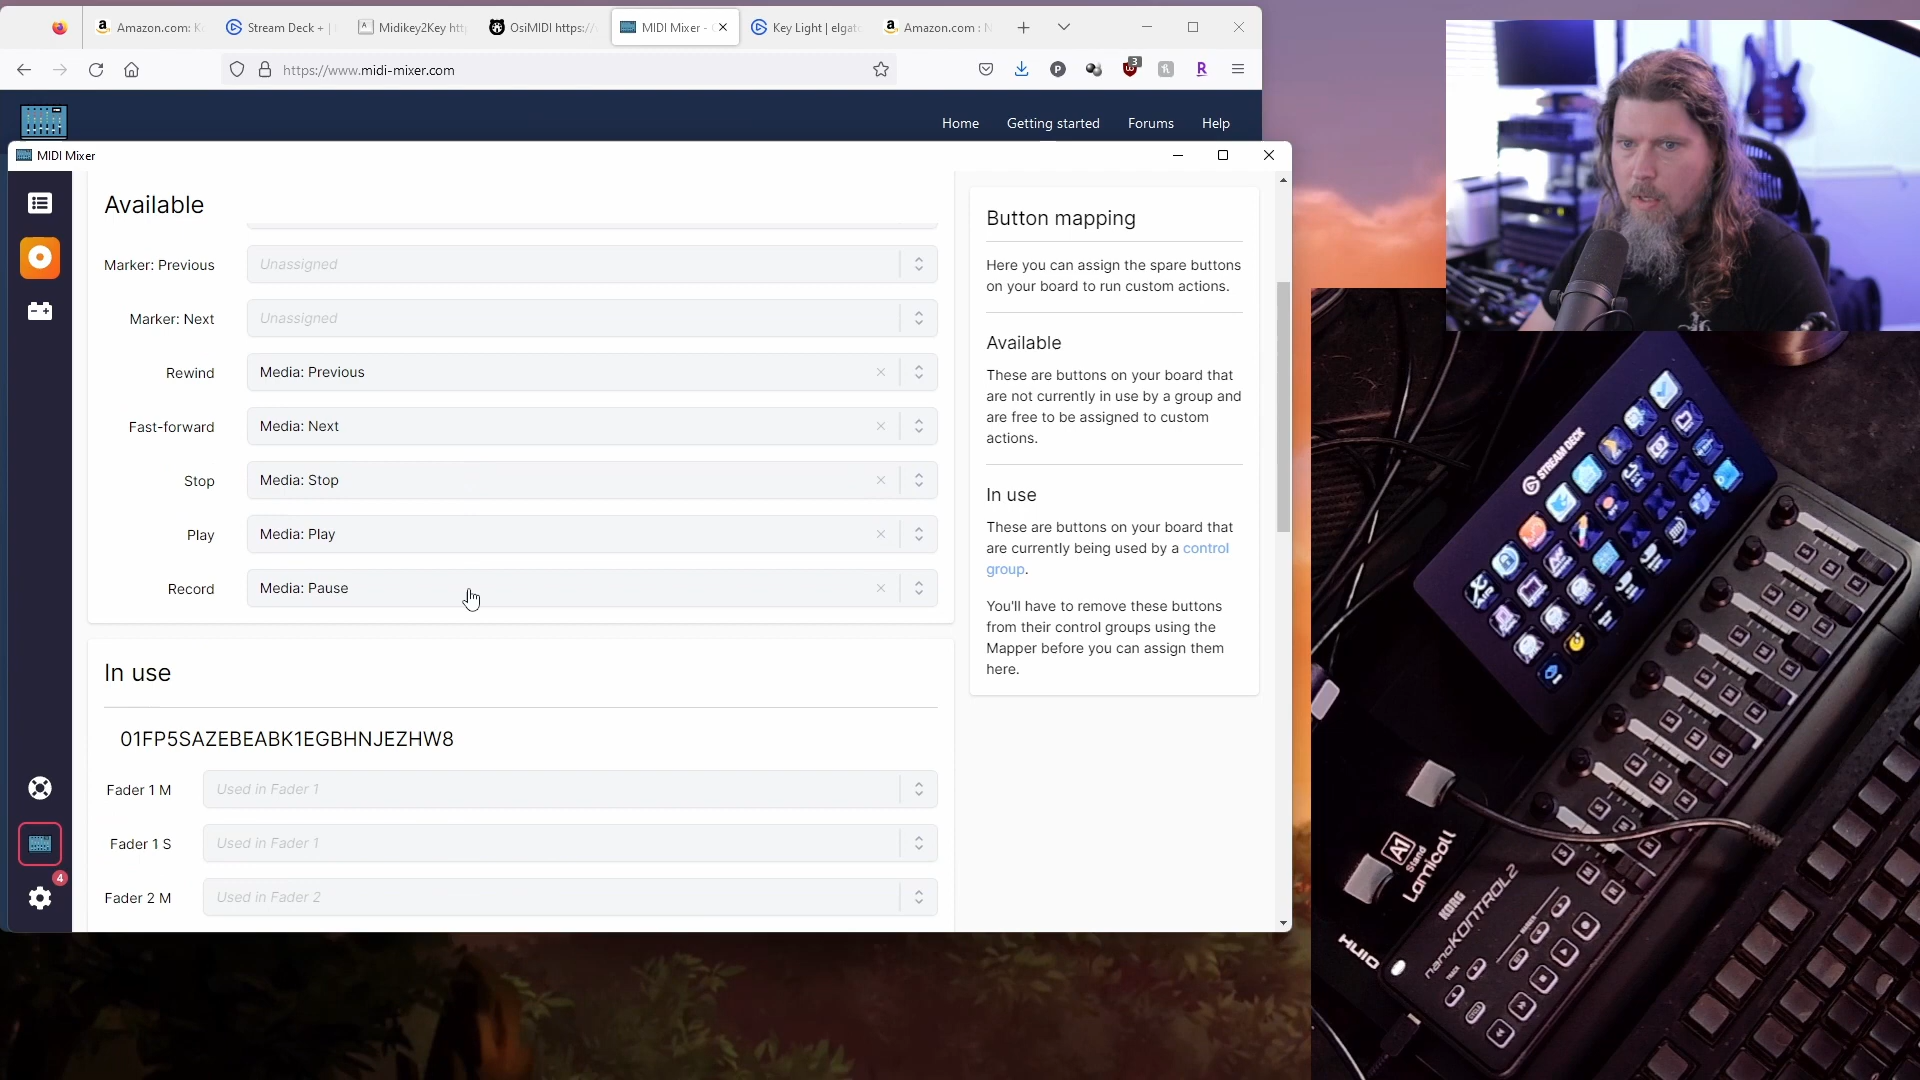 Amazon.com: K
Stream Deck + |
Midikey2Key htt
OsiMIDI https:/
MIDI Mixer -
Key Light | elgat
Amazon.com : N
https://www.midi-mixer.com
3
Home
Getting started
Forums
Help
MIDI Mixer
Available
Marker: Previous
Unassigned
Marker: Next
Unassigned
Rewind
Media: Previous
Fast-forward
Media: Next
Stop
Media: Stop
Play
Media: Play
Record
Media: Pause
In use
01FP5SAZEBEABK1EGBHNJEZHW8
Fader 1 M
Used in Fader 1
Fader 1 S
Used in Fader 1
Fader 2 M
Used in Fader 2
4
Button mapping
Here you can assign the spare buttons
on your board to run custom actions.
Available
These are buttons on your board that
are not currently in use by a group and
are free to be assigned to custom
actions.
In use
These are buttons on your board that
are currently being used by a control
group.
You'll have to remove these buttons
from their control groups using the
Mapper before you can assign them
here.
STREAM DECK
A1
Stand
Lamicall
KORG
nanoKONTROL2
HUIO
TRACK
CYCLE